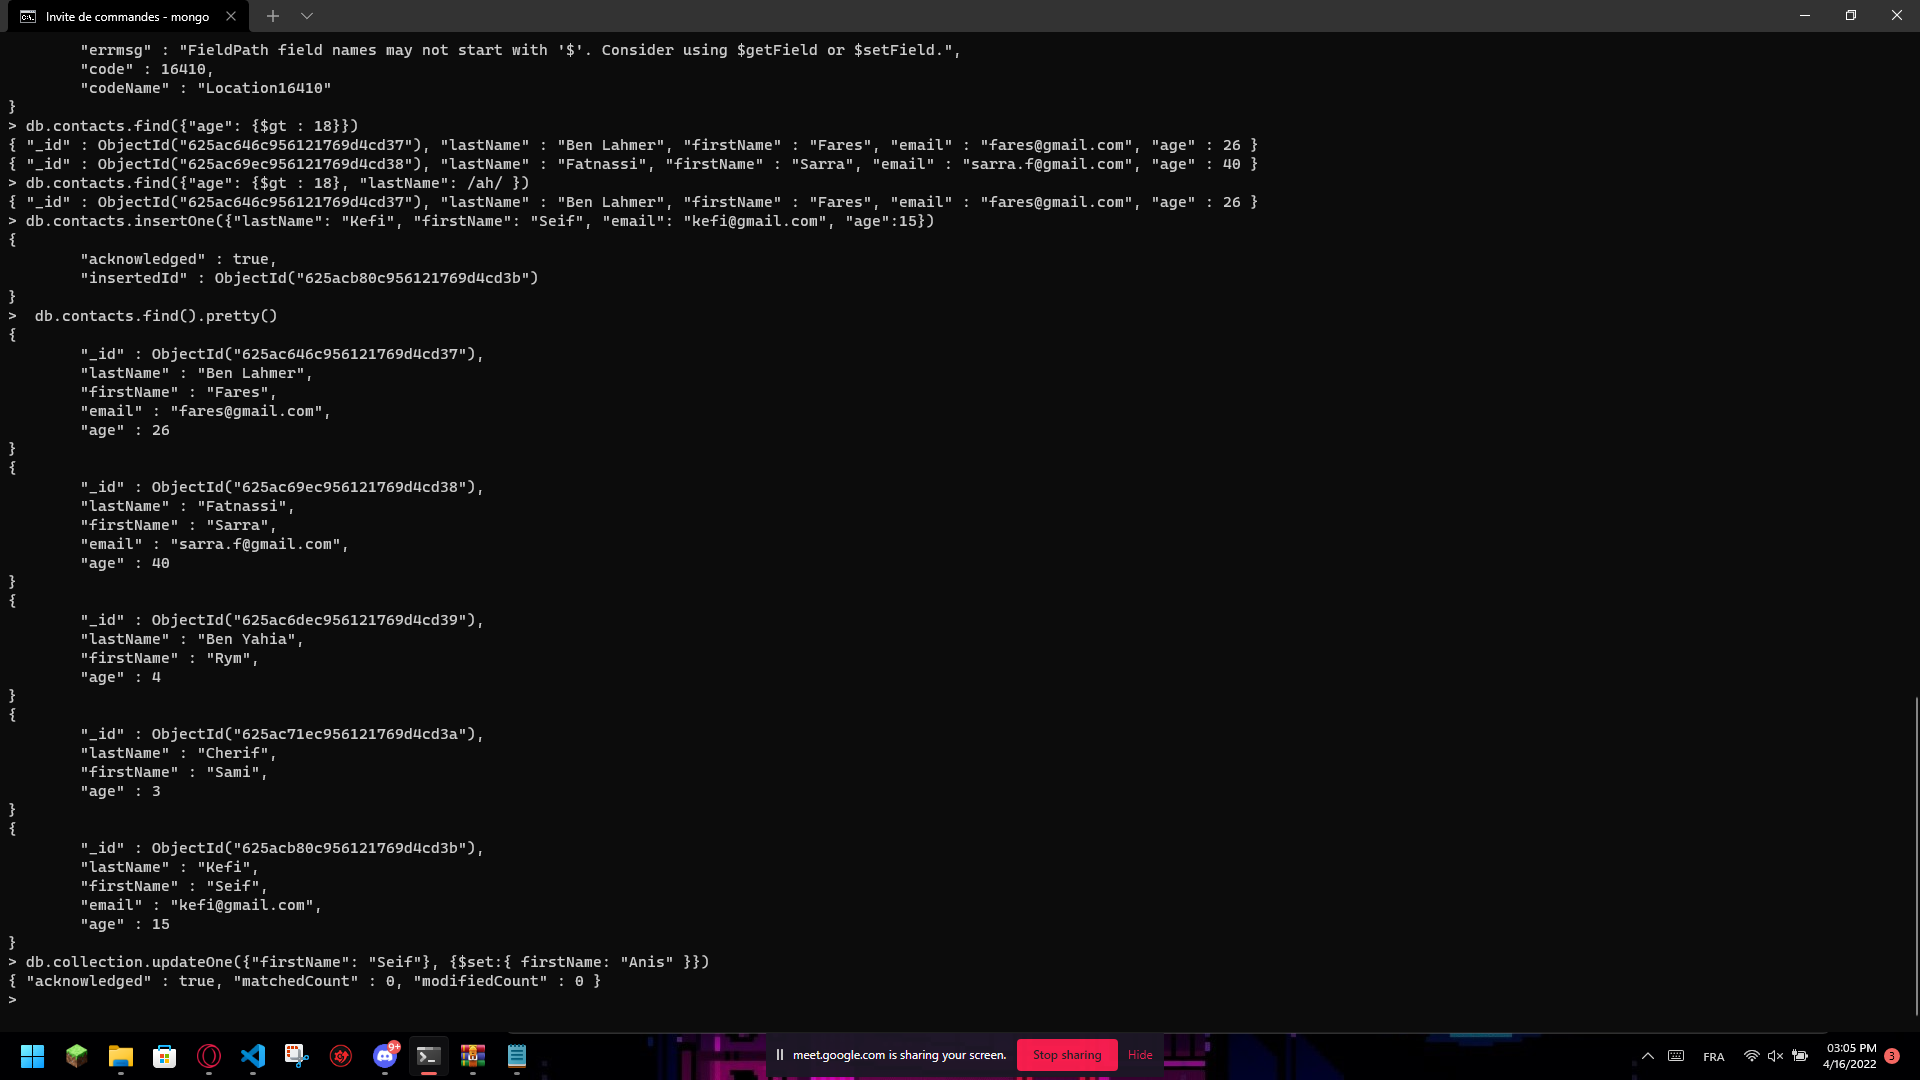 Invite de commandes - mongo
        "errmsg" : "FieldPath field names may not start with '$'. Consider using $getField or $setField.",
        "code" : 16410,
        "codeName" : "Location16410"
}
> db.contacts.find({"age": {$gt : 18}})
{ "_id" : ObjectId("625ac646c956121769d4cd37"), "lastName" : "Ben Lahmer", "firstName" : "Fares", "email" : "fares@gmail.com", "age" : 26 }
{ "_id" : ObjectId("625ac69ec956121769d4cd38"), "lastName" : "Fatnassi", "firstName" : "Sarra", "email" : "sarra.f@gmail.com", "age" : 40 }
> db.contacts.find({"age": {$gt : 18}, "lastName": /ah/ })
{ "_id" : ObjectId("625ac646c956121769d4cd37"), "lastName" : "Ben Lahmer", "firstName" : "Fares", "email" : "fares@gmail.com", "age" : 26 }
> db.contacts.insertOne({"lastName": "Kefi", "firstName": "Seif", "email": "kefi@gmail.com", "age":15})
{
        "acknowledged" : true,
        "insertedId" : ObjectId("625acb80c956121769d4cd3b")
}
>  db.contacts.find().pretty()
{
        "_id" : ObjectId("625ac646c956121769d4cd37"),
        "lastName" : "Ben Lahmer",
        "firstName" : "Fares",
        "email" : "fares@gmail.com",
        "age" : 26
}
{
        "_id" : ObjectId("625ac69ec956121769d4cd38"),
        "lastName" : "Fatnassi",
        "firstName" : "Sarra",
        "email" : "sarra.f@gmail.com",
        "age" : 40
}
{
        "_id" : ObjectId("625ac6dec956121769d4cd39"),
        "lastName" : "Ben Yahia",
        "firstName" : "Rym",
        "age" : 4
}
{
        "_id" : ObjectId("625ac71ec956121769d4cd3a"),
        "lastName" : "Cherif",
        "firstName" : "Sami",
        "age" : 3
}
{
        "_id" : ObjectId("625acb80c956121769d4cd3b"),
        "lastName" : "Kefi",
        "firstName" : "Seif",
        "email" : "kefi@gmail.com",
        "age" : 15
}
> db.collection.updateOne({"firstName": "Seif"}, {$set:{ firstName: "Anis" }})
{ "acknowledged" : true, "matchedCount" : 0, "modifiedCount" : 0 }
>
9+
meet.google.com is sharing your screen.
Stop sharing
Hide
FRA
03:05 PM
4/16/2022
3